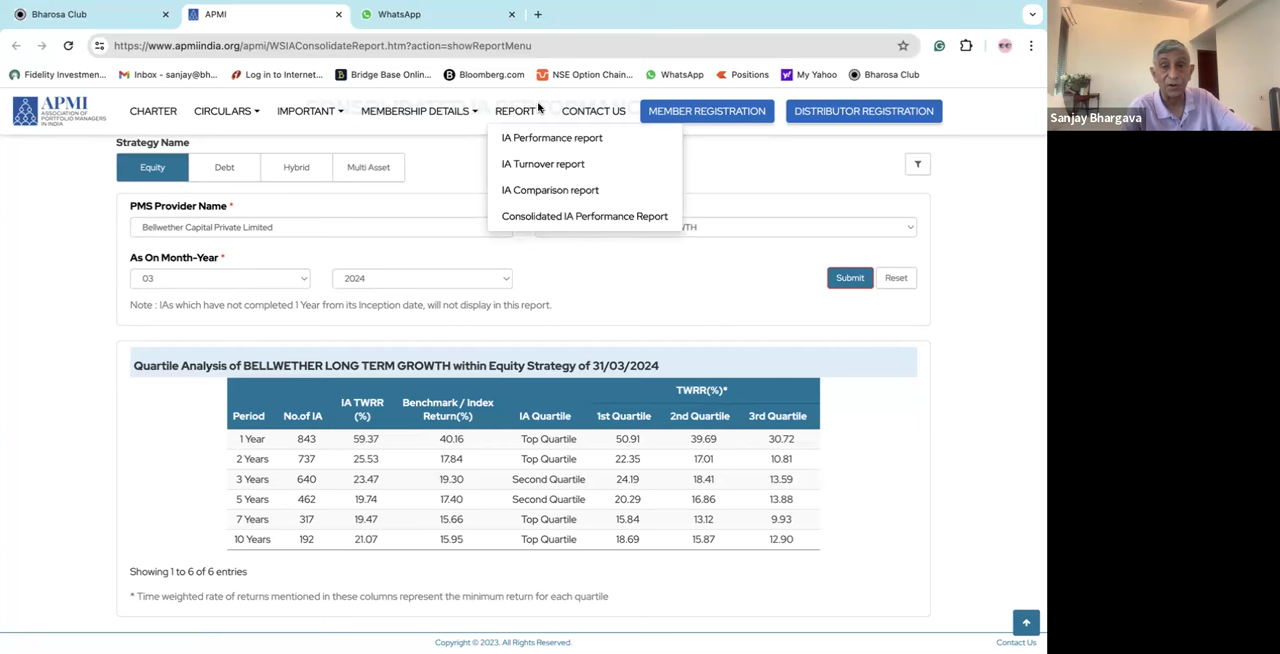 Bharosa Club
APMI
WhatsApp
https://www.apmiindia.org/apmi/WSIAConsolidateReport.htm?action=showReportMenu
Fidelity Investmen...
Inbox - sanjay@bh...
Log in to Internet...
Bridge Base Onlin...
Bloomberg.com
NSE Option Chain...
WhatsApp
Positions
My Yahoo
Bharosa Club
APMI
ASSOCIATION OF
PORTFOLIO MANAGERS
IN INDIA
CHARTER
CIRCULARS
IMPORTANT
MEMBERSHIP DETAILS
REPORT
CONTACT US
MEMBER REGISTRATION
DISTRIBUTOR REGISTRATION
IA Performance report
IA Turnover report
IA Comparison report
Consolidated IA Performance Report
Sanjay Bhargava
Strategy Name
Equity Debt Hybrid Multi Asset
PMS Provider Name *
Bellwether Capital Private Limited
As On Month-Year *
03 2024
Submit Reset
Note : IAs which have not completed 1 Year from its Inception date, will not display in this report.
Quartile Analysis of BELLWETHER LONG TERM GROWTH within Equity Strategy of 31/03/2024
TWRR(%)*
Period No.of IA IA TWRR (%) Benchmark / Index Return(%) IA Quartile 1st Quartile 2nd Quartile 3rd Quartile
1 Year 843 59.37 40.16 Top Quartile 50.91 39.69 30.72
2 Years 737 25.53 17.84 Top Quartile 22.35 17.01 10.81
3 Years 640 23.47 19.30 Second Quartile 24.19 18.41 13.59
5 Years 462 19.74 17.40 Second Quartile 20.29 16.86 13.88
7 Years 317 19.47 15.66 Top Quartile 15.84 13.12 9.93
10 Years 192 21.07 15.95 Top Quartile 18.69 15.87 12.90
Showing 1 to 6 of 6 entries
* Time weighted rate of returns mentioned in these columns represent the minimum return for each quartile
Copyright © 2023. All Rights Reserved.
Contact Us